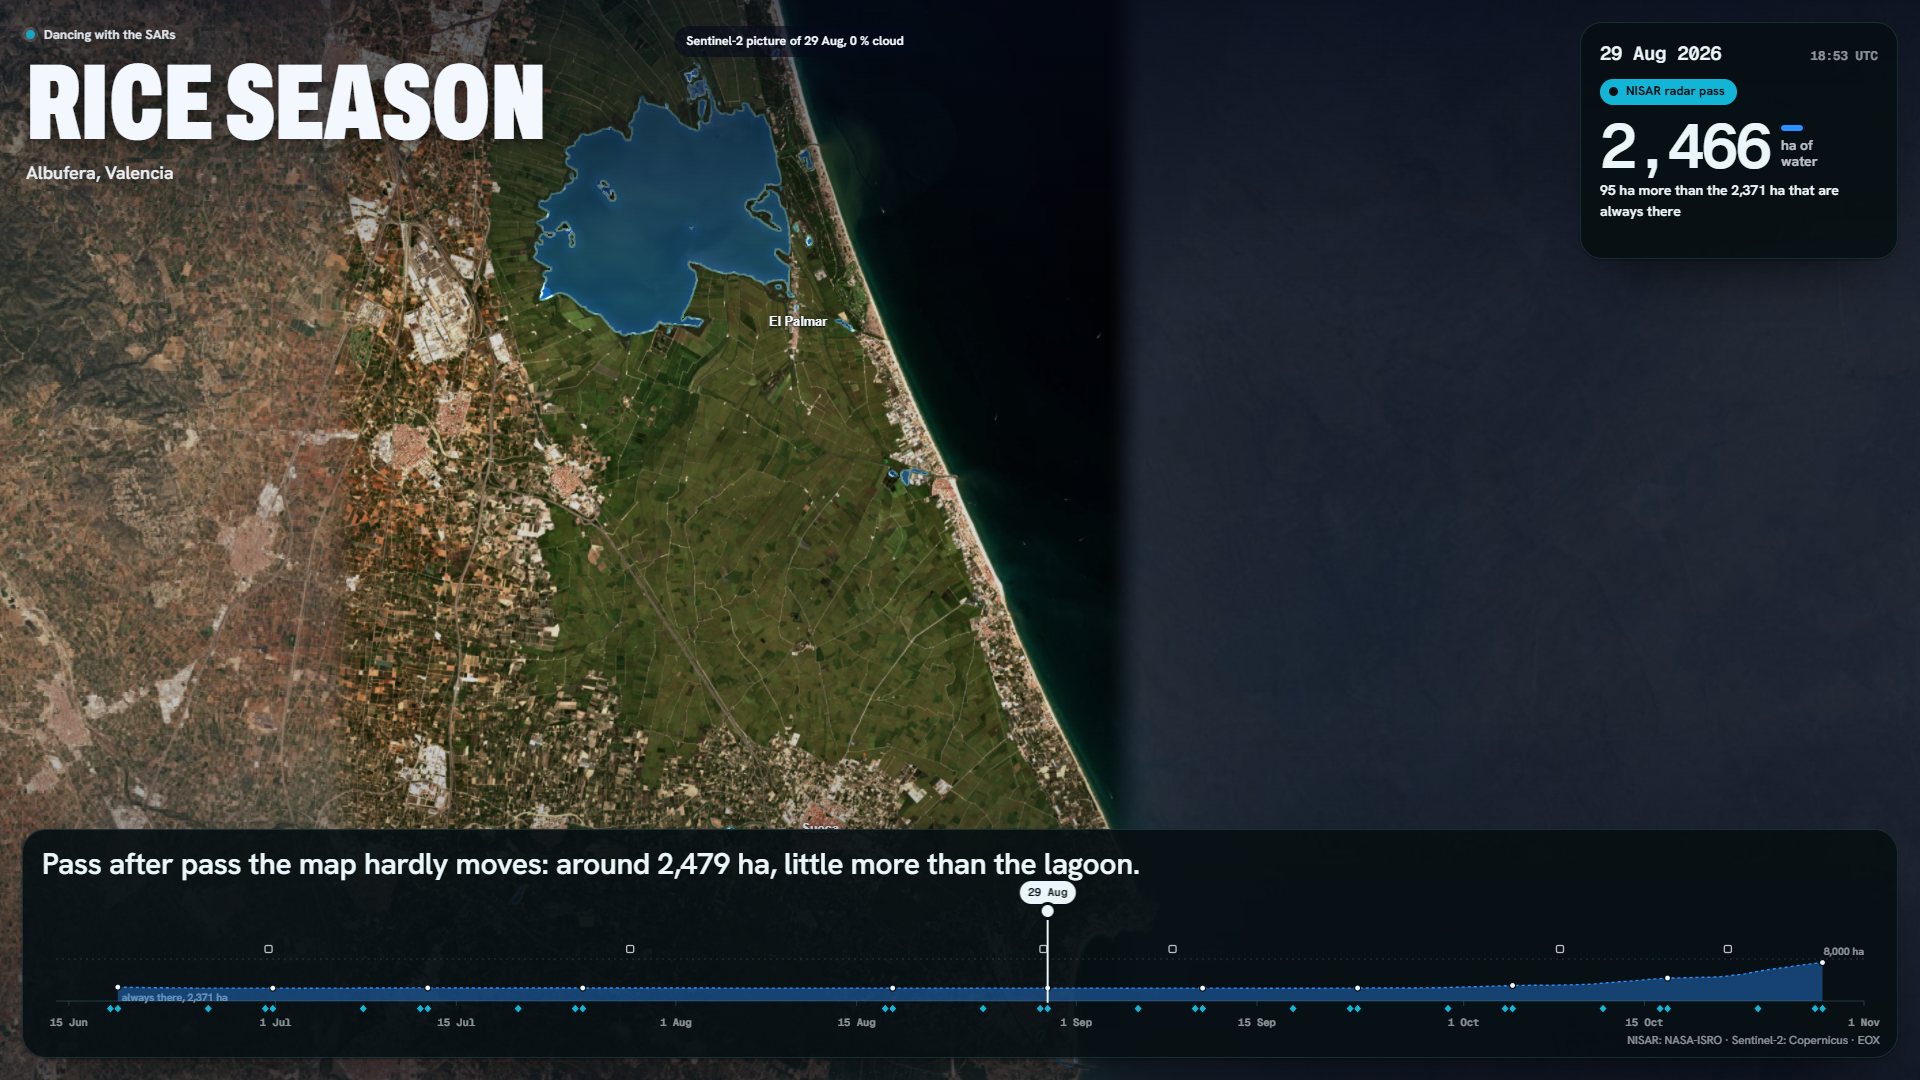 Dancing with the SARs
RICE SEASON
Albufera, Valencia
Sentinel-2 picture of 29 Aug, 0 % cloud
29 Aug 2026
18:53 UTC
NISAR radar pass
2,466
ha of
water
95 ha more than the 2,371 ha that are
always there
El Palmar
Sueca
Pass after pass the map hardly moves: around 2,479 ha, little more than the lagoon.
29 Aug
8,000 ha
always there, 2,371 ha
15 Jun
1 Jul
15 Jul
1 Aug
15 Aug
1 Sep
15 Sep
1 Oct
15 Oct
1 Nov
NISAR: NASA-ISRO · Sentinel-2: Copernicus · EOX